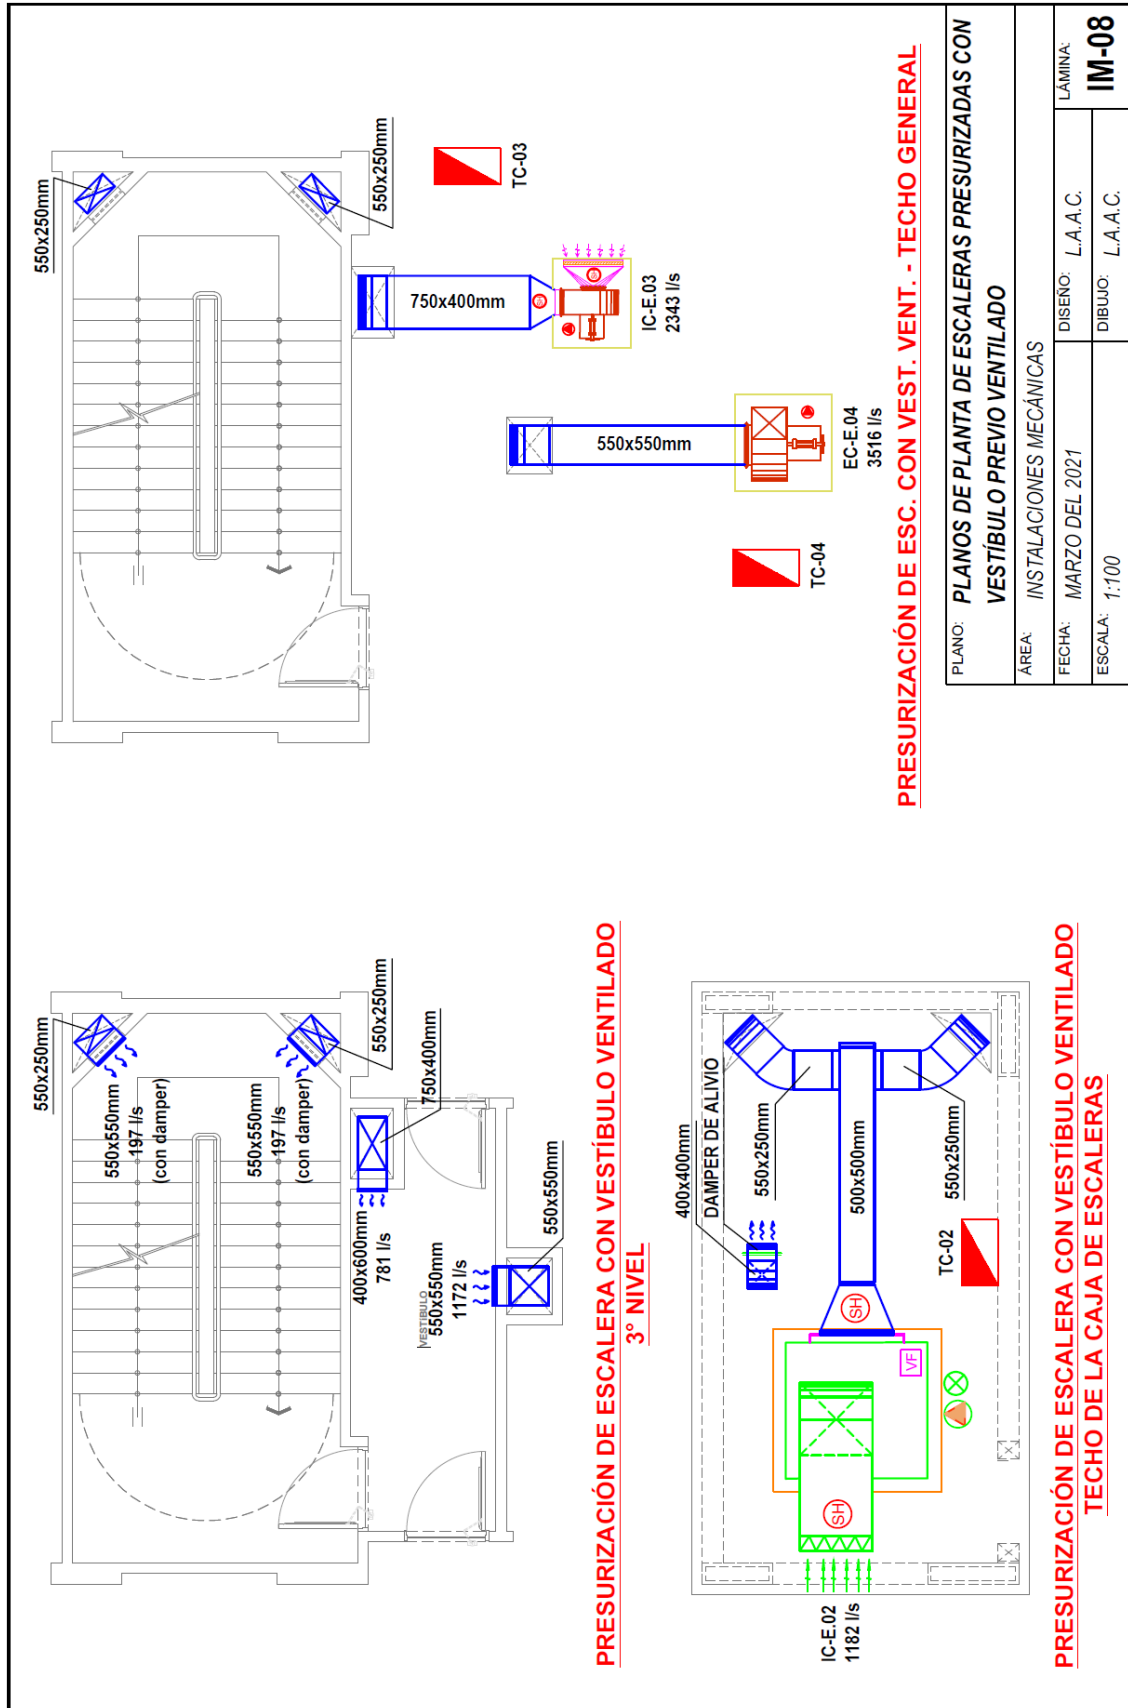 550x250mm
550x250mm
550x550mm
197 l/s
(con damper)
550x550mm
197 l/s
(con damper)
750x400mm
400x600mm
781 l/s
VESTIBULO
550x550mm
1172 l/s
550x550mm
PRESURIZACIÓN DE ESCALERA CON VESTÍBULO VENTILADO
3° NIVEL
550x250mm
550x250mm
TC-03
750x400mm
IC-E.03
2343 l/s
550x550mm
EC-E.04
3516 l/s
TC-04
PRESURIZACIÓN DE ESC. CON VEST. VENT. - TECHO GENERAL
400x400mm
DAMPER DE ALIVIO
550x250mm
500x500mm
550x250mm
TC-02
SH
VF
SH
IC-E.02
1182 l/s
PRESURIZACIÓN DE ESCALERA CON VESTÍBULO VENTILADO
TECHO DE LA CAJA DE ESCALERAS
PLANO: PLANOS DE PLANTA DE ESCALERAS PRESURIZADAS CON
VESTÍBULO PREVIO VENTILADO
ÁREA: INSTALACIONES MECÁNICAS
FECHA: MARZO DEL 2021
DISEÑO: L.A.A.C.
LÁMINA:
IM-08
ESCALA: 1:100
DIBUJO: L.A.A.C.